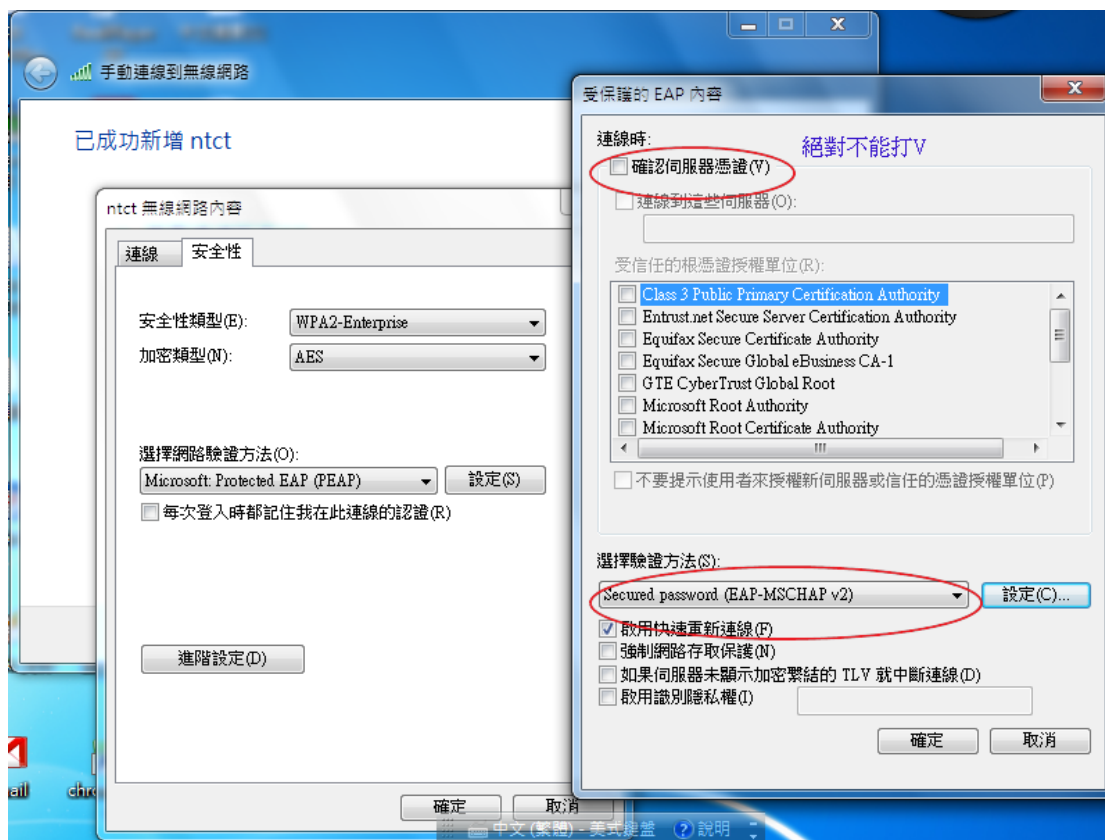 手動連線到無線網路
已成功新增 ntct
ntct 無線網路內容
連線
安全性
安全性類型(E):
WPA2-Enterprise
加密類型(N):
AES
選擇網路驗證方法(O):
Microsoft: Protected EAP (PEAP)
設定(S)
每次登入時都記住我在此連線的認證(R)
進階設定(D)
確定
取消
受保護的 EAP 內容
連線時:
絕對不能打V
確認伺服器憑證(V)
連線到這些伺服器(O):
受信任的根憑證授權單位(R):
Class 3 Public Primary Certification Authority
Entrust.net Secure Server Certification Authority
Equifax Secure Certificate Authority
Equifax Secure Global eBusiness CA-1
GTE CyberTrust Global Root
Microsoft Root Authority
Microsoft Root Certificate Authority
不要提示使用者來授權新伺服器或信任的憑證授權單位(P)
選擇驗證方法(S):
Secured password (EAP-MSCHAP v2)
設定(C)...
啟用快速重新連線(F)
強制網路存取保護(N)
如果伺服器未顯示加密繫結的 TLV 就中斷連線(D)
啟用識別隱私權(I)
確定
取消
中文 (繁體) - 美式鍵盤
說明